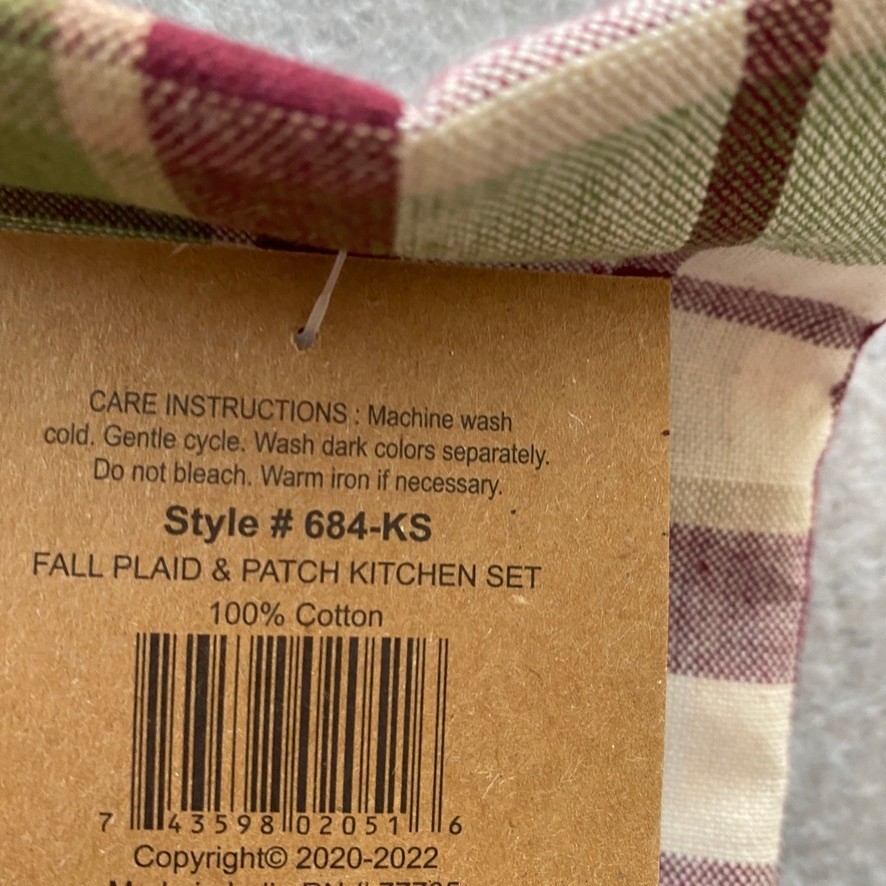 CARE INSTRUCTIONS : Machine wash
cold. Gentle cycle. Wash dark colors separately.
Do not bleach. Warm iron if necessary.
Style # 684-KS
FALL PLAID & PATCH KITCHEN SET
100% Cotton
7 43598 02051 6
Copyright© 2020-2022